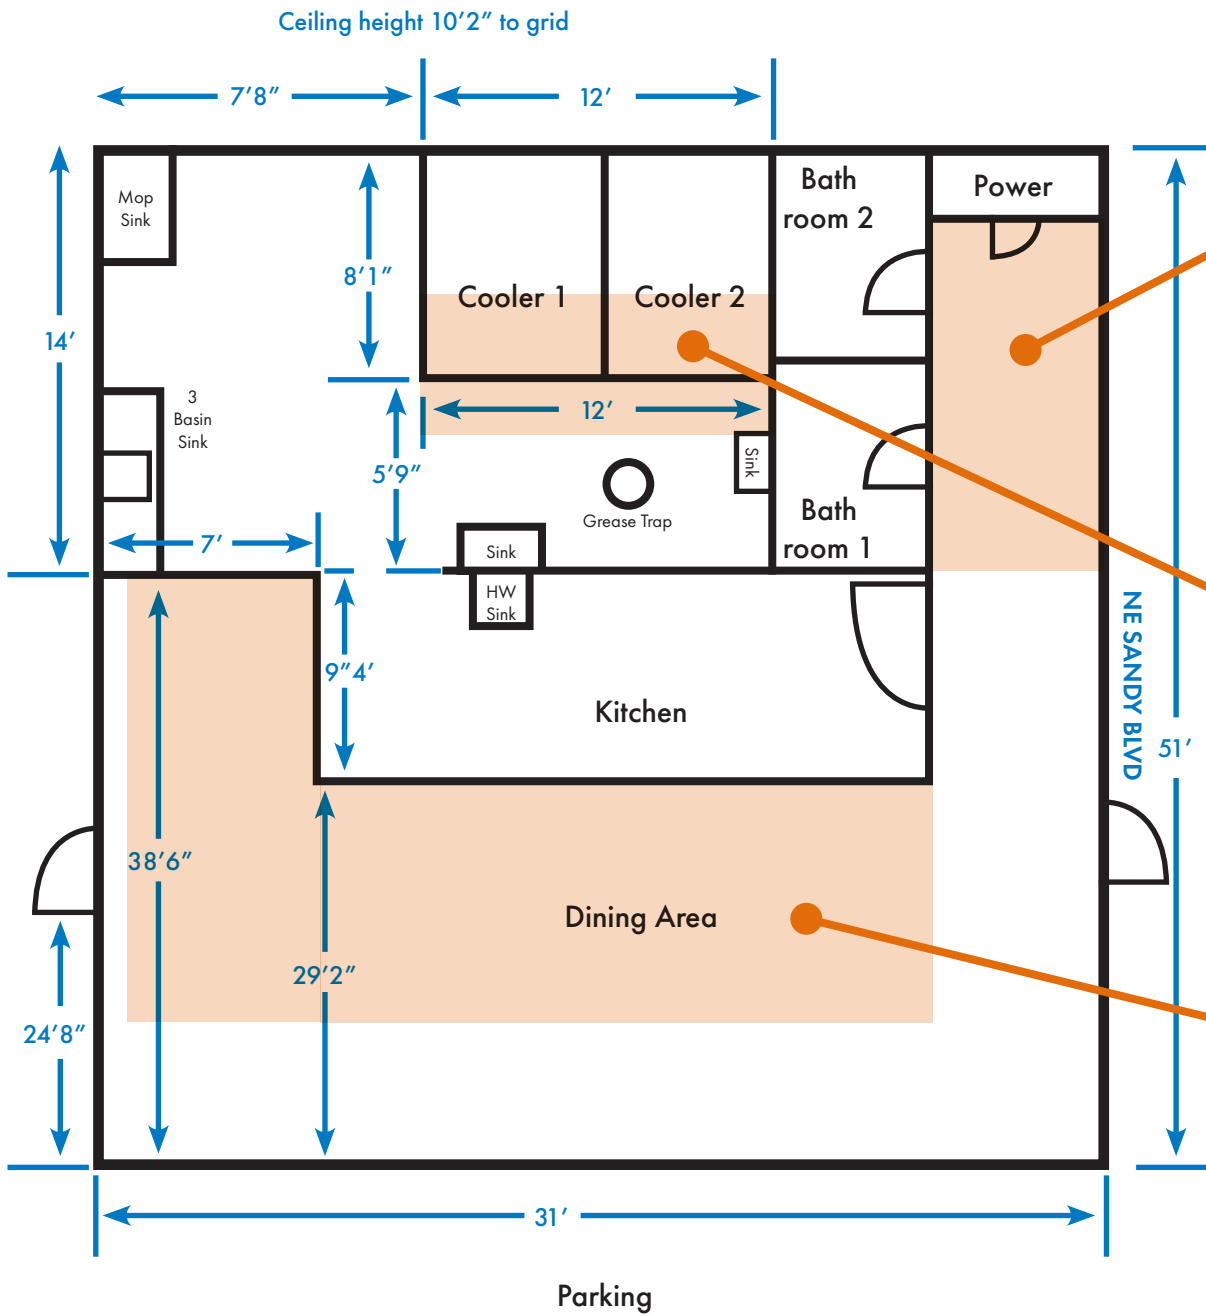 Ceiling height 10’2” to grid
7’8”
12’
Mop
Sink
8’1”
Cooler 1
Cooler 2
Bath
room 2
Power
14’
3
Basin
Sink
12’
5’9”
Sink
Grease Trap
Bath
room 1
7’
Sink
HW
Sink
9”4’
Kitchen
NE SANDY BLVD
51’
38’6”
Dining Area
29’2”
24’8”
31’
Parking